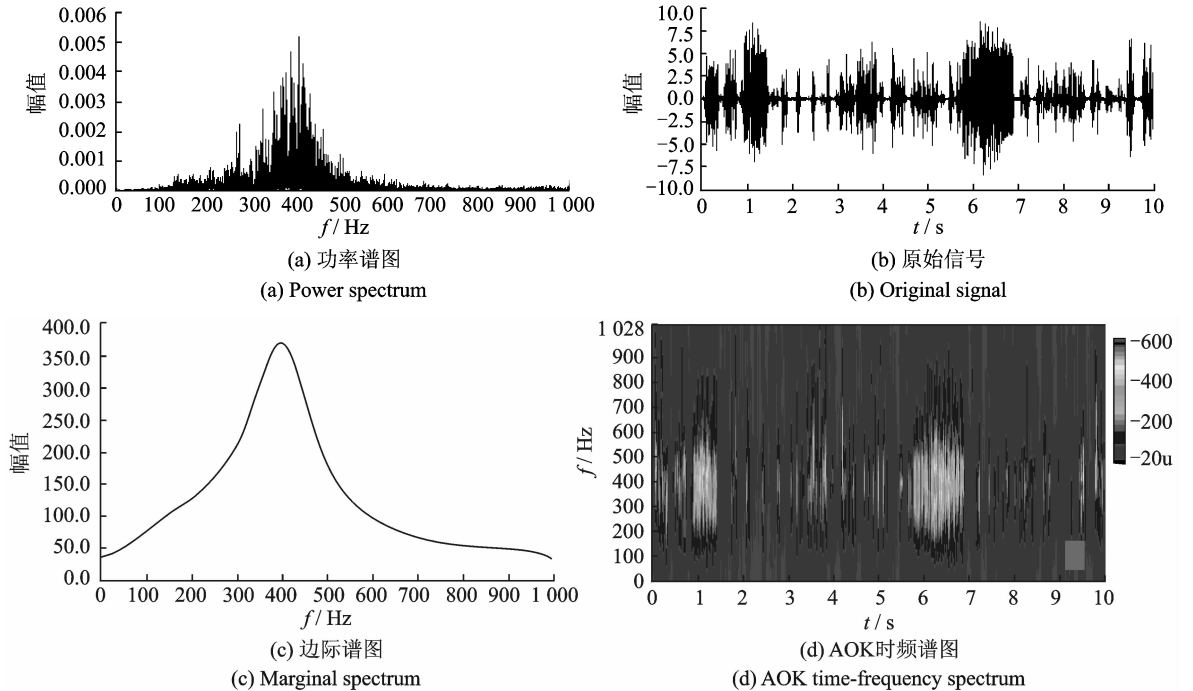 0.006
0.005
0.004
0.003
0.002
0.001
0.000
幅值
0 100 200 300 400 500 600 700 800 900 1 000
f / Hz
(a) 功率谱图
(a) Power spectrum
10.0
7.5
5.0
2.5
0.0
−2.5
−5.0
−7.5
−10.0
幅值
0 1 2 3 4 5 6 7 8 9 10
t / s
(b) 原始信号
(b) Original signal
400.0
350.0
300.0
250.0
200.0
150.0
100.0
50.0
0.0
幅值
0 100 200 300 400 500 600 700 800 900 1 000
f / Hz
(c) 边际谱图
(c) Marginal spectrum
1 028
900
800
700
600
500
400
300
200
100
0
f / Hz
0 1 2 3 4 5 6 7 8 9 10
t / s
−600
−400
−200
−20u
(d) AOK时频谱图
(d) AOK time-frequency spectrum